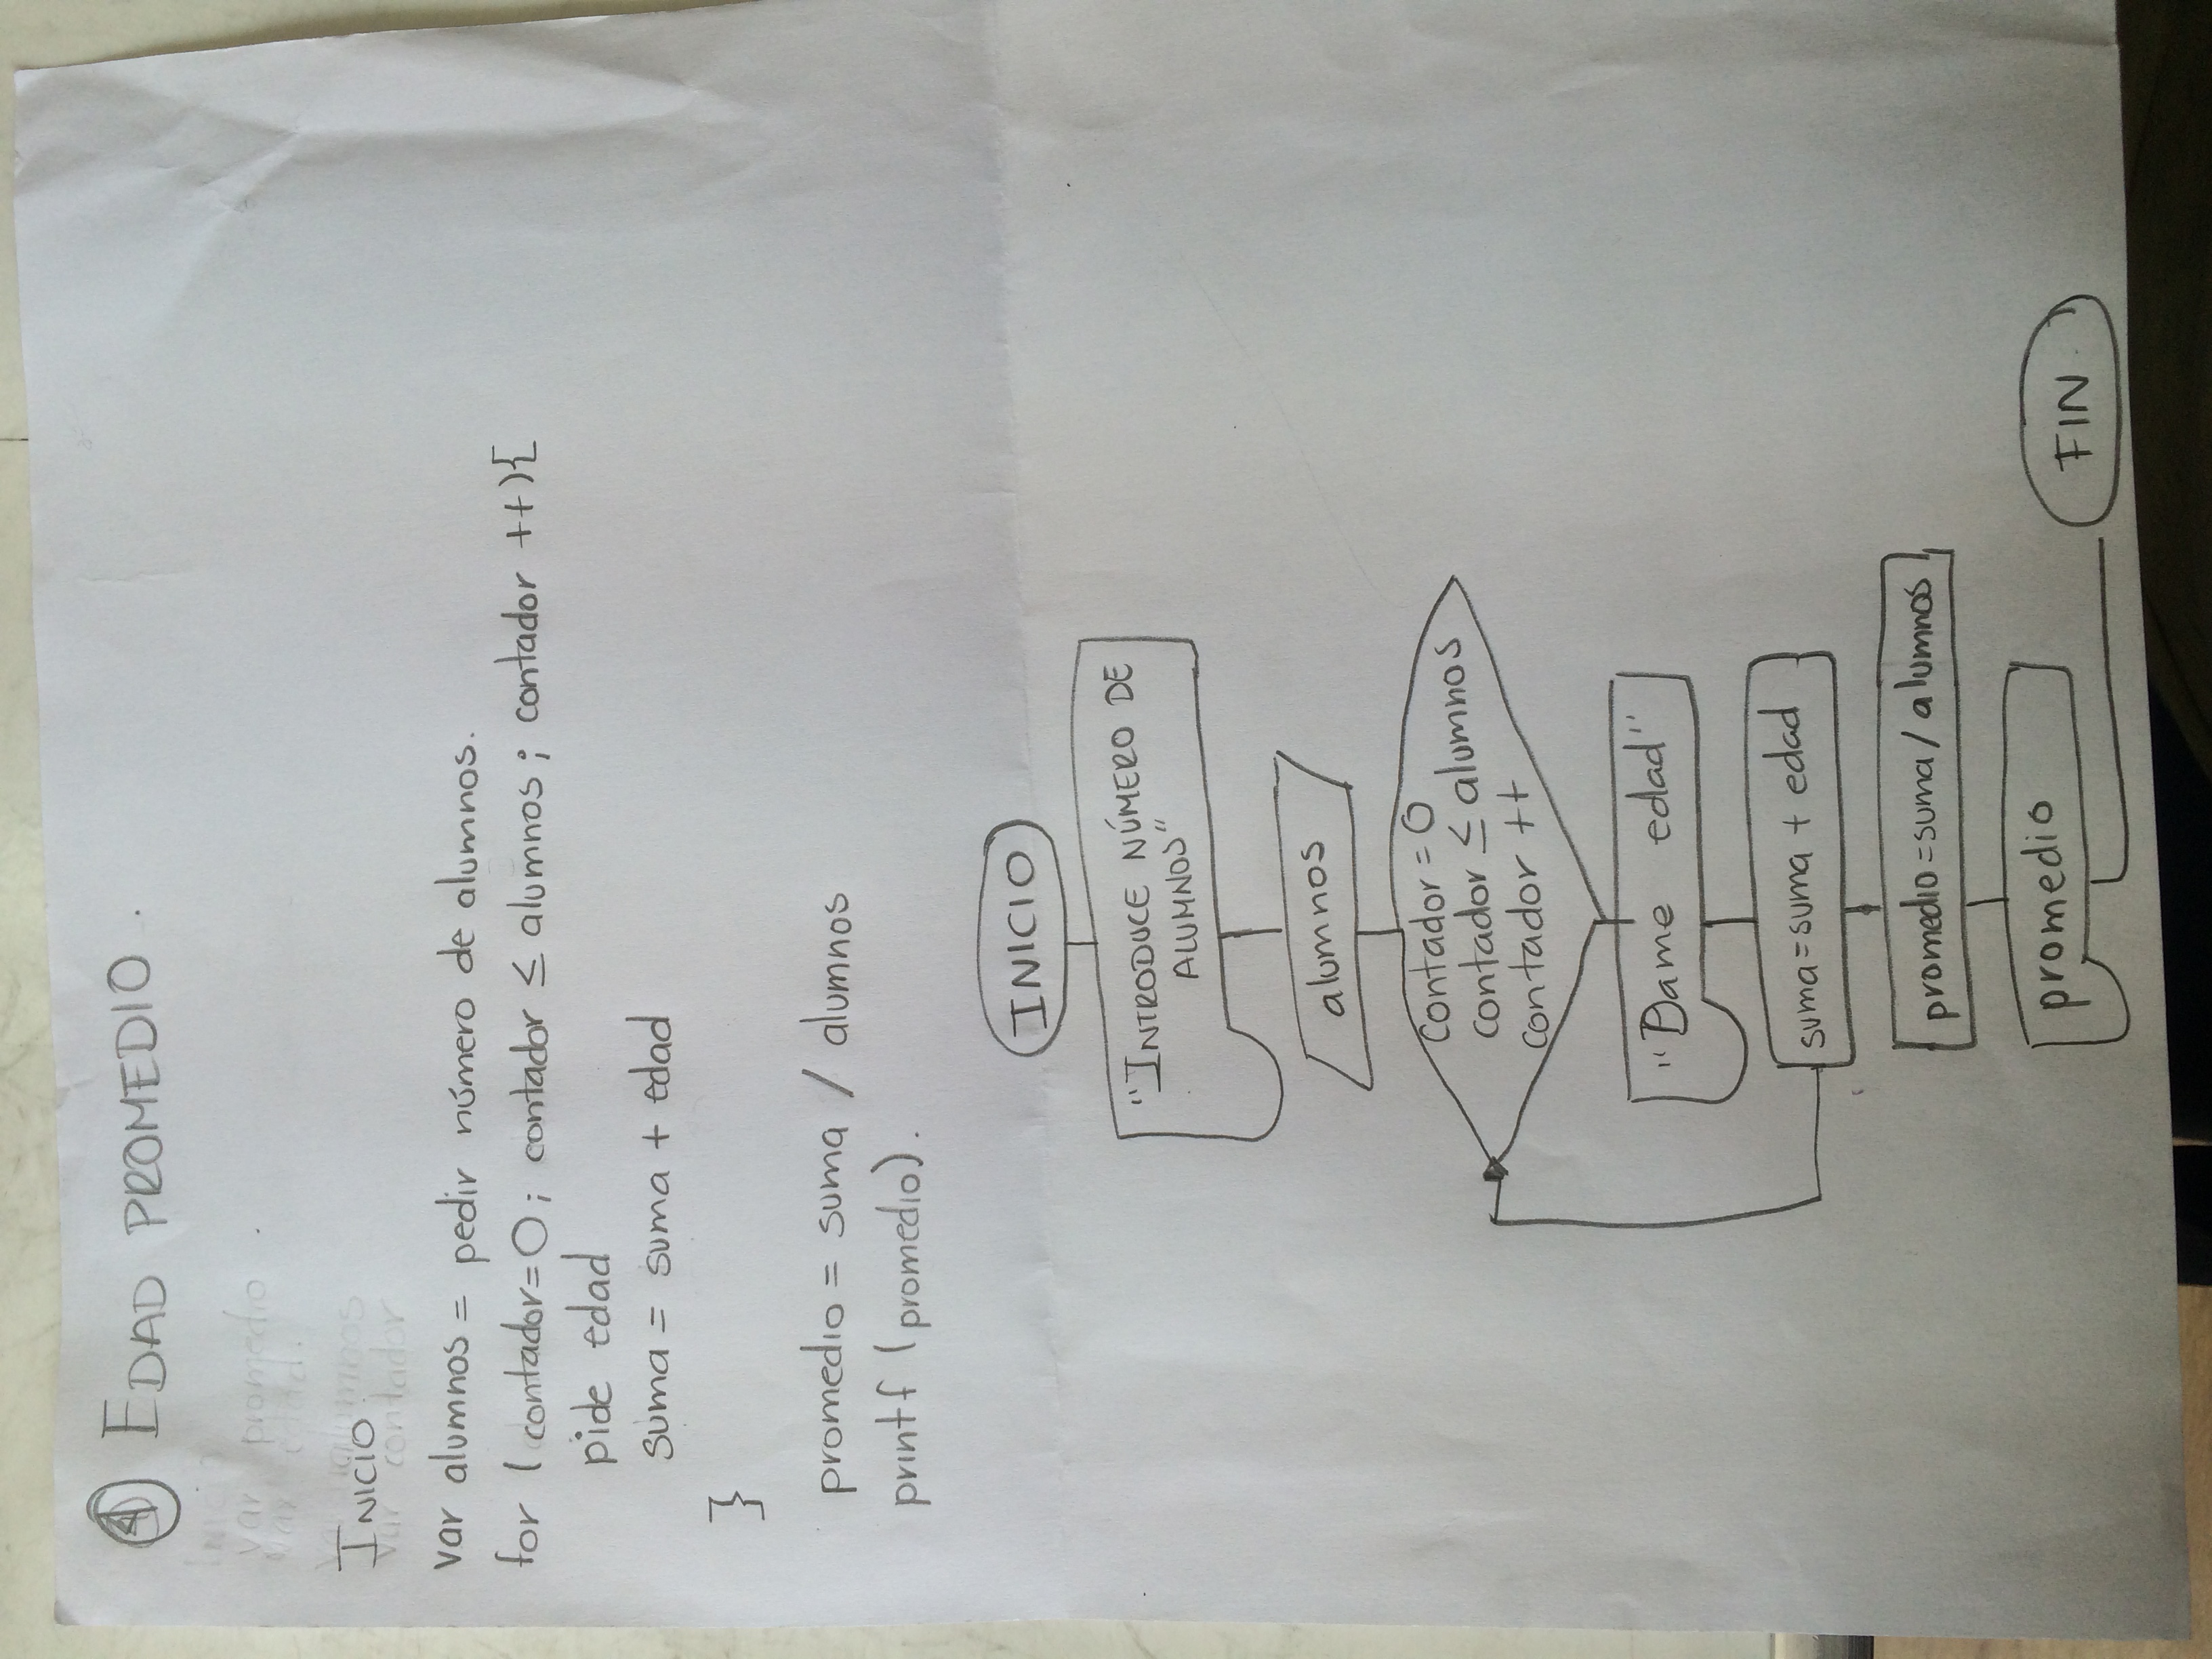 ④ EDAD PROMEDIO.
Inicio
var promedio
var edad.
var alumnos
INICIO
var contador
var alumnos = pedir número de alumnos.
for (contador=0; contador ≤ alumnos; contador ++){
pide edad
suma = suma + edad
}
promedio = suma / alumnos
printf (promedio).
INICIO
"INTRODUCE NÚMERO DE
ALUMNOS"
alumnos
contador = 0
contador ≤ alumnos
contador ++
"Dame edad"
suma=suma + edad
promedio=suma/alumnos
promedio
FIN.